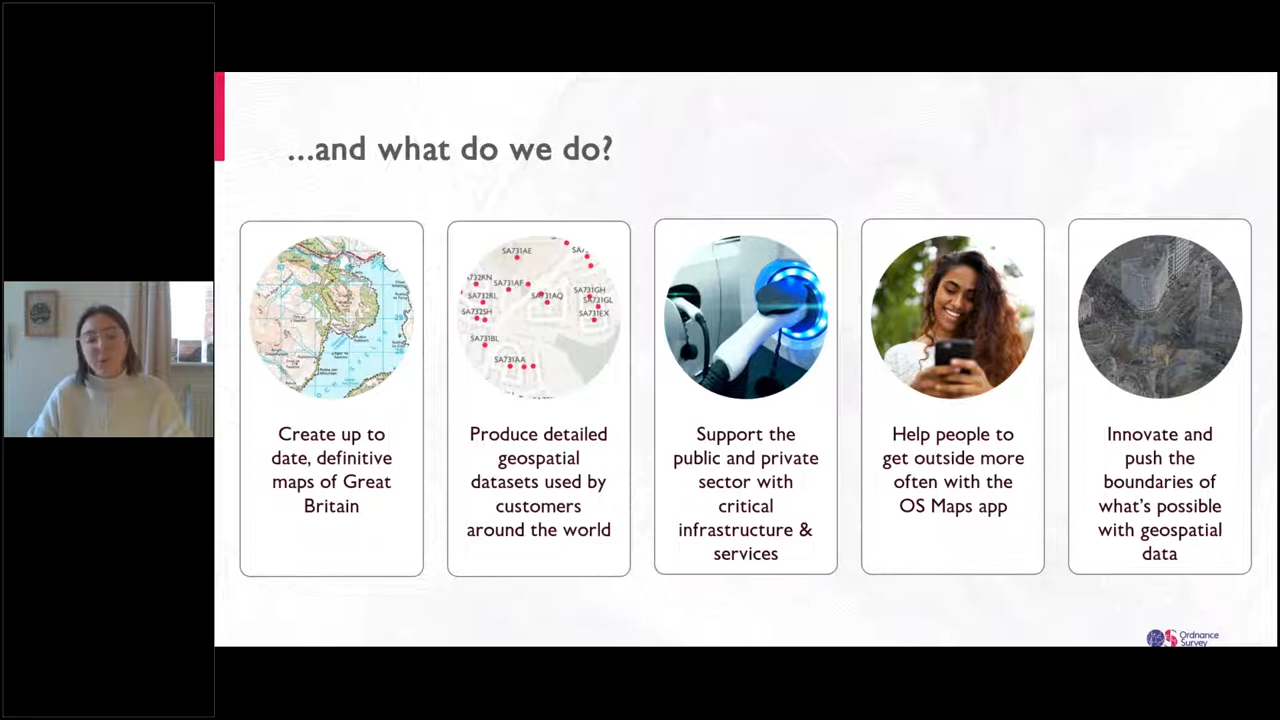 ...and what do we do?
Create up to
date, definitive
maps of Great
Britain
SA731AE
SA731AF
SA732RL
SA731AQ
SA731GH
SA731GL
SA732SH
SA731EX
SA731BL
SA731AA
Produce detailed
geospatial
datasets used by
customers
around the world
Support the
public and private
sector with
critical
infrastructure &
services
Help people to
get outside more
often with the
OS Maps app
Innovate and
push the
boundaries of
what's possible
with geospatial
data
Ordnance
Survey